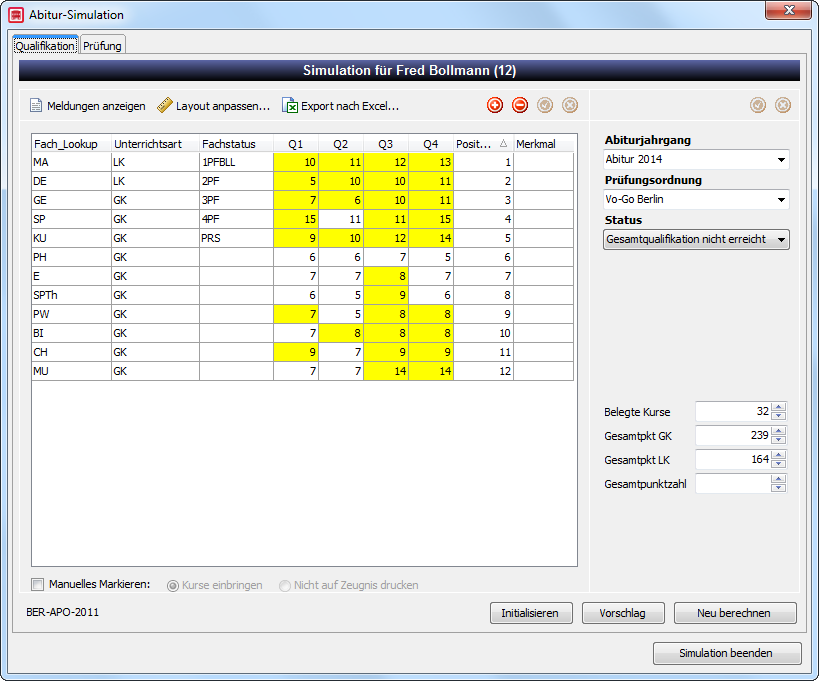 Abitur-Simulation
Qualifikation Prüfung
Simulation für Fred Bollmann (12)
Meldungen anzeigen Layout anpassen... Export nach Excel...
Fach_Lookup Unterrichtsart Fachstatus Q1 Q2 Q3 Q4 Posit... Merkmal
MA LK 1PFBLL 10 11 12 13 1
DE LK 2PF 5 10 10 11 2
GE GK 3PF 7 6 10 11 3
SP GK 4PF 15 11 11 15 4
KU GK PRS 9 10 12 14 5
PH GK 6 6 7 5 6
E GK 7 7 8 7 7
SPTh GK 6 5 9 6 8
PW GK 7 5 8 8 9
BI GK 7 8 8 8 10
CH GK 9 7 9 9 11
MU GK 7 7 14 14 12
Manuelles Markieren: Kurse einbringen Nicht auf Zeugnis drucken
Abiturjahrgang
Abitur 2014
Prüfungsordnung
Vo-Go Berlin
Status
Gesamtqualifikation nicht erreicht
Belegte Kurse 32
Gesamtpkt GK 239
Gesamtpkt LK 164
Gesamtpunktzahl
BER-APO-2011 Initialisieren Vorschlag Neu berechnen
Simulation beenden